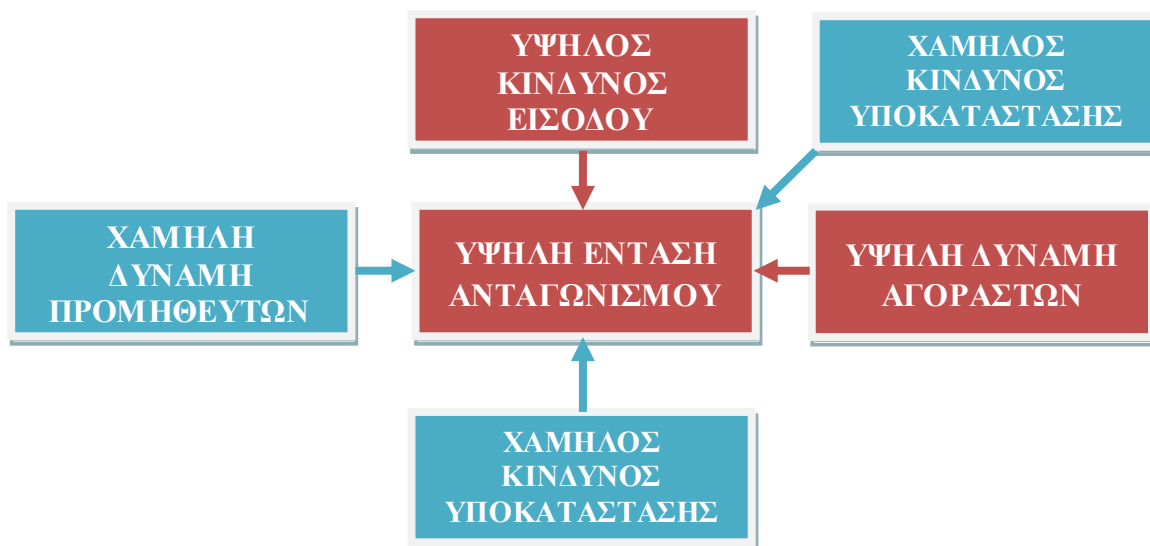 ΥΨΗΛΟΣ
ΚΙΝΔΥΝΟΣ
ΕΙΣΟΔΟΥ
ΧΑΜΗΛΟΣ
ΚΙΝΔΥΝΟΣ
ΥΠΟΚΑΤΑΣΤΑΣΗΣ
ΧΑΜΗΛΗ
ΔΥΝΑΜΗ
ΠΡΟΜΗΘΕΥΤΩΝ
ΥΨΗΛΗ ΕΝΤΑΣΗ
ΑΝΤΑΓΩΝΙΣΜΟΥ
ΥΨΗΛΗ ΔΥΝΑΜΗ
ΑΓΟΡΑΣΤΩΝ
ΧΑΜΗΛΟΣ
ΚΙΝΔΥΝΟΣ
ΥΠΟΚΑΤΑΣΤΑΣΗΣ